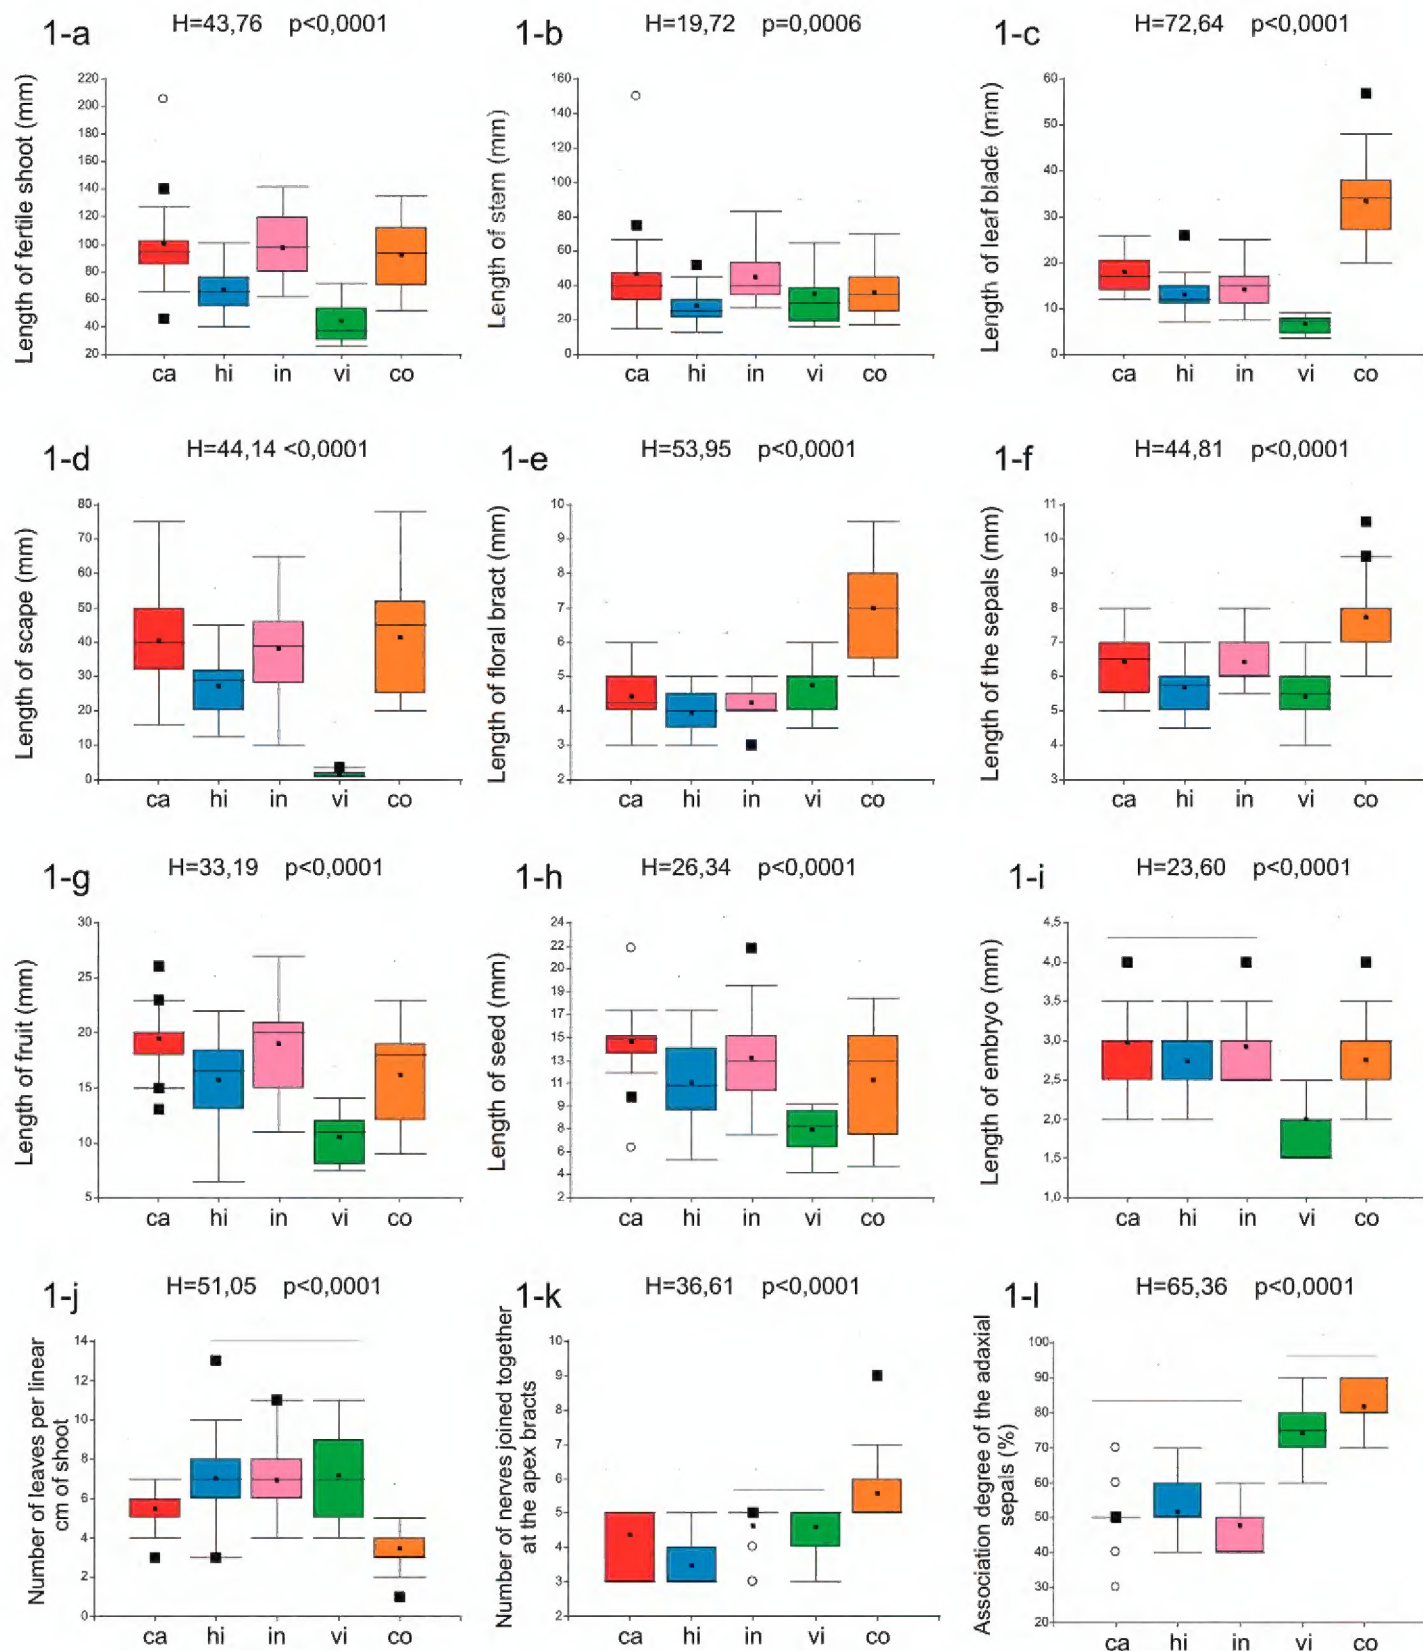 1-a H=43,76 p<0,0001
Length of fertile shoot (mm)
220
200
180
160
140
120
100
80
60
40
20
ca hi in vi co
1-b H=19,72 p=0,0006
Length of stem (mm)
160
140
120
100
80
60
40
20
0
ca hi in vi co
1-c H=72,64 p<0,0001
Length of leaf blade (mm)
60
50
40
30
20
10
0
ca hi in vi co
1-d H=44,14 <0,0001
Length of scape (mm)
80
70
60
50
40
30
20
10
0
ca hi in vi co
1-e H=53,95 p<0,0001
Length of floral bract (mm)
10
9
8
7
6
5
4
3
2
ca hi in vi co
1-f H=44,81 p<0,0001
Length of the sepals (mm)
11
10
9
8
7
6
5
4
3
ca hi in vi co
1-g H=33,19 p<0,0001
Length of fruit (mm)
30
25
20
15
10
5
ca hi in vi co
1-h H=26,34 p<0,0001
Length of seed (mm)
24
22
20
19
17
15
13
11
9
8
6
4
2
ca hi in vi co
1-i H=23,60 p<0,0001
Length of embryo (mm)
4,5
4,0
3,5
3,0
2,5
2,0
1,5
1,0
ca hi in vi co
1-j H=51,05 p<0,0001
Number of leaves per linear
cm of shoot
14
12
10
8
6
4
2
0
ca hi in vi co
1-k H=36,61 p<0,0001
Number of nerves joined together
at the apex bracts
10
9
8
7
6
5
4
3
2
ca hi in vi co
1-l H=65,36 p<0,0001
Association degree of the adaxial
sepals (%)
100
90
80
70
60
50
40
30
20
ca hi in vi co